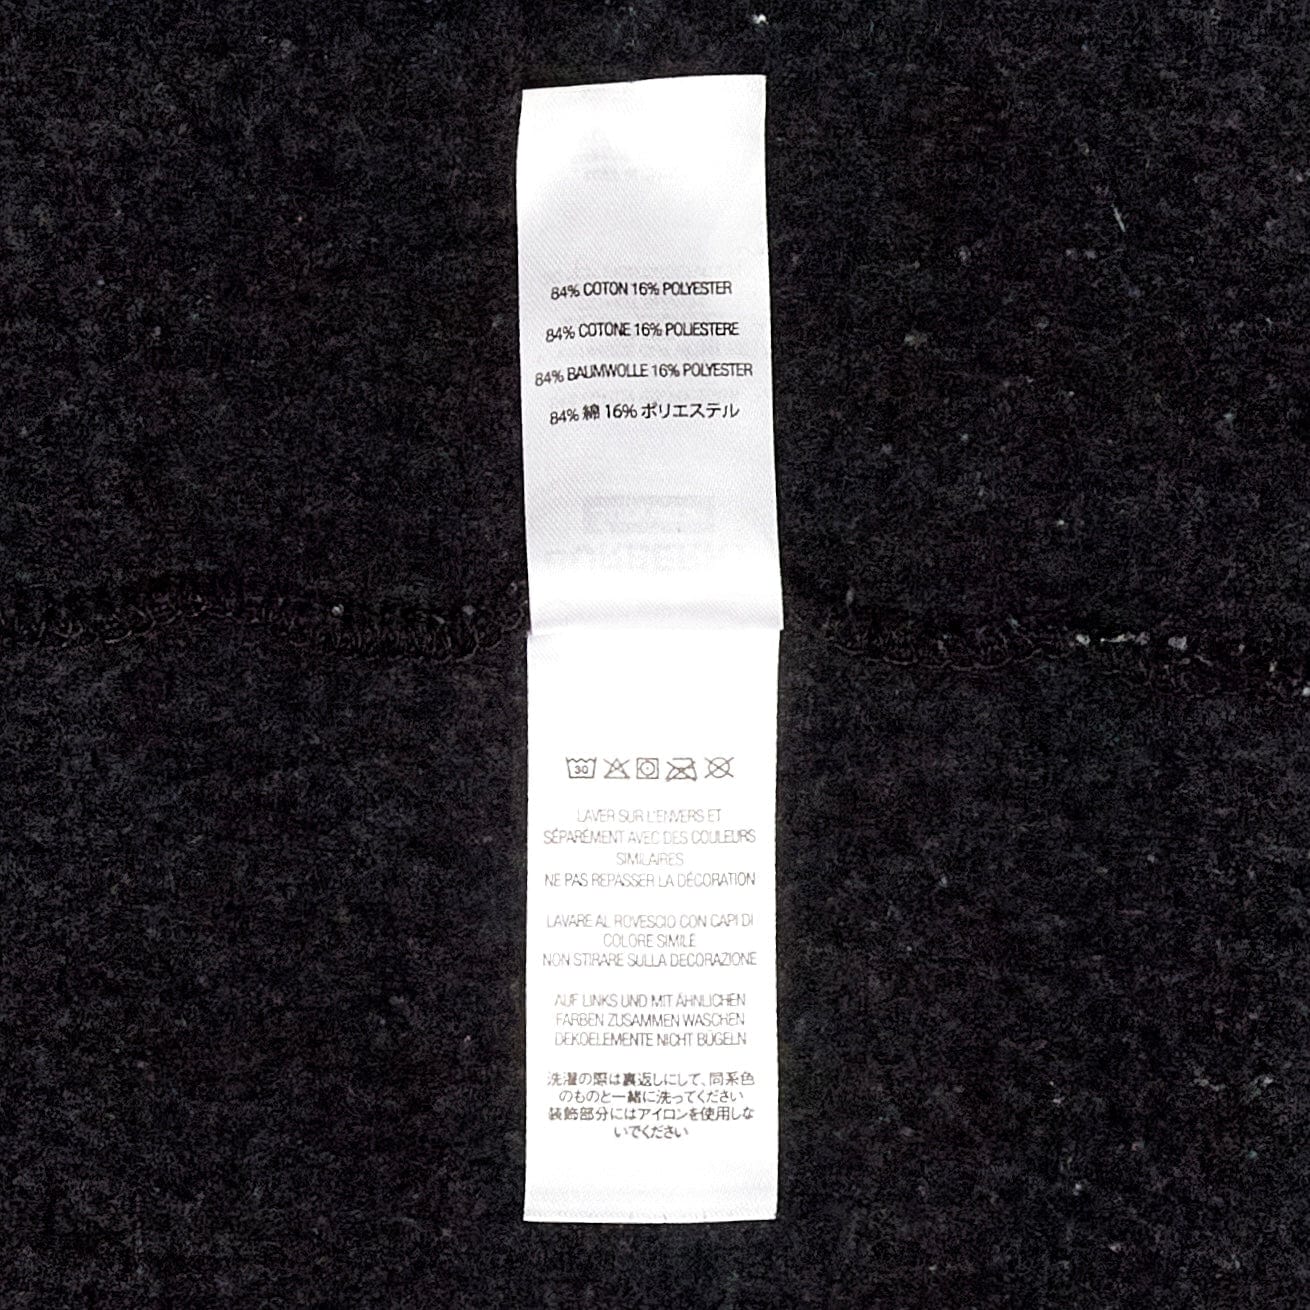 84% COTON 16% POLYESTER
84% COTONE 16% POLIESTERE
84% BAUMWOLLE 16% POLYESTER
84% 綿 16% ポリエステル
30
LAVER SUR L'ENVERS ET
SÉPARÉMENT AVEC DES COULEURS
SIMILAIRES
NE PAS REPASSER LA DÉCORATION
LAVARE AL ROVESCIO CON CAPI DI
COLORE SIMILE
NON STIRARE SULLA DECORAZIONE
AUF LINKS UND MIT ÄHNLICHEN
FARBEN ZUSAMMEN WASCHEN
DEKOELEMENTE NICHT BÜGELN
洗濯の際は裏返しにして、同系色
のものと一緒に洗ってください
装飾部分にはアイロンを使用しな
いでください